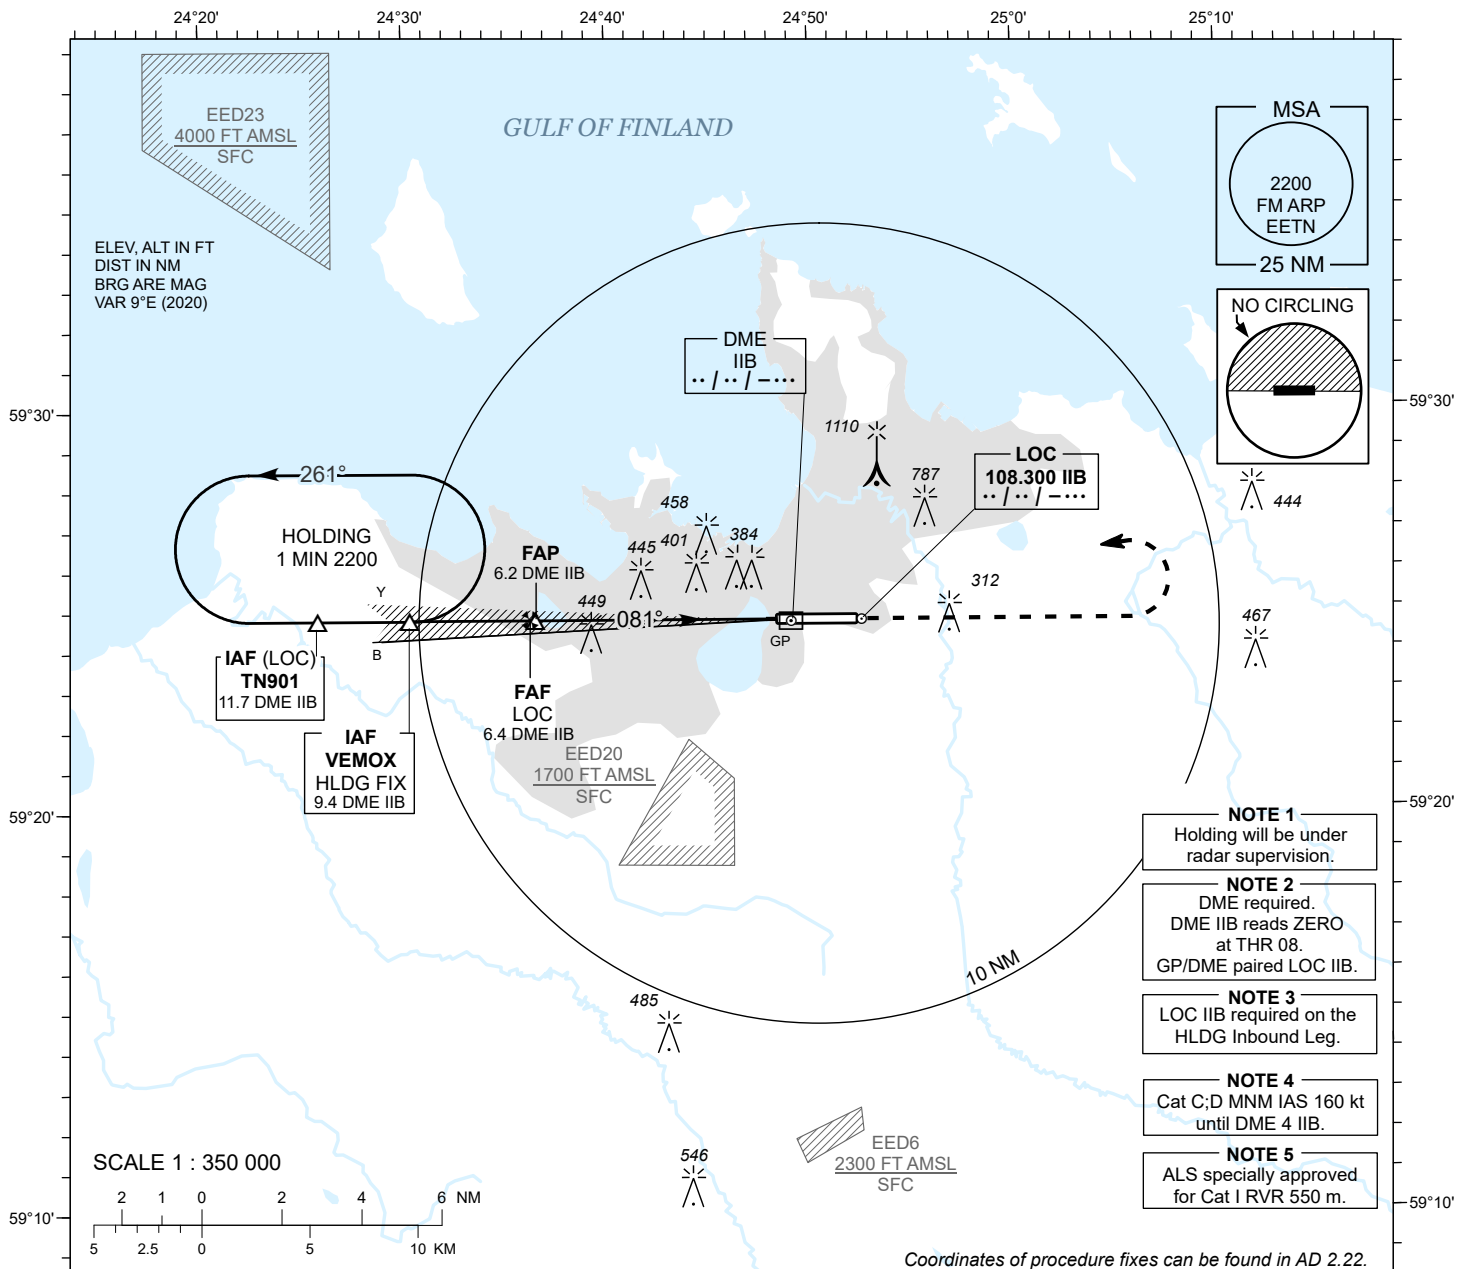 24°20'
24°30'
24°40'
24°50'
25°0'
25°10'
EED23
4000 FT AMSL
SFC
GULF OF FINLAND
MSA
2200
FM ARP
EETN
25 NM
ELEV, ALT IN FT
DIST IN NM
BRG ARE MAG
VAR 9°E (2020)
NO CIRCLING
DME
IIB
59°30'
59°30'
1110
787
LOC
108.300 IIB
444
261°
HOLDING
1 MIN 2200
458
445
401
384
FAP
6.2 DME IIB
312
Y
449
081°
467
B
GP
IAF (LOC)
TN901
11.7 DME IIB
FAF
LOC
6.4 DME IIB
IAF
VEMOX
HLDG FIX
9.4 DME IIB
EED20
1700 FT AMSL
SFC
59°20'
59°20'
NOTE 1
Holding will be under
radar supervision.
NOTE 2
DME required.
DME IIB reads ZERO
at THR 08.
GP/DME paired LOC IIB.
10 NM
485
NOTE 3
LOC IIB required on the
HLDG Inbound Leg.
NOTE 4
Cat C;D MNM IAS 160 kt
until DME 4 IIB.
EED6
2300 FT AMSL
SFC
546
NOTE 5
ALS specially approved
for Cat I RVR 550 m.
SCALE 1 : 350 000
2 1 0 2 4 6 NM
5 2.5 0 5 10 KM
59°10'
59°10'
Coordinates of procedure fixes can be found in AD 2.22.